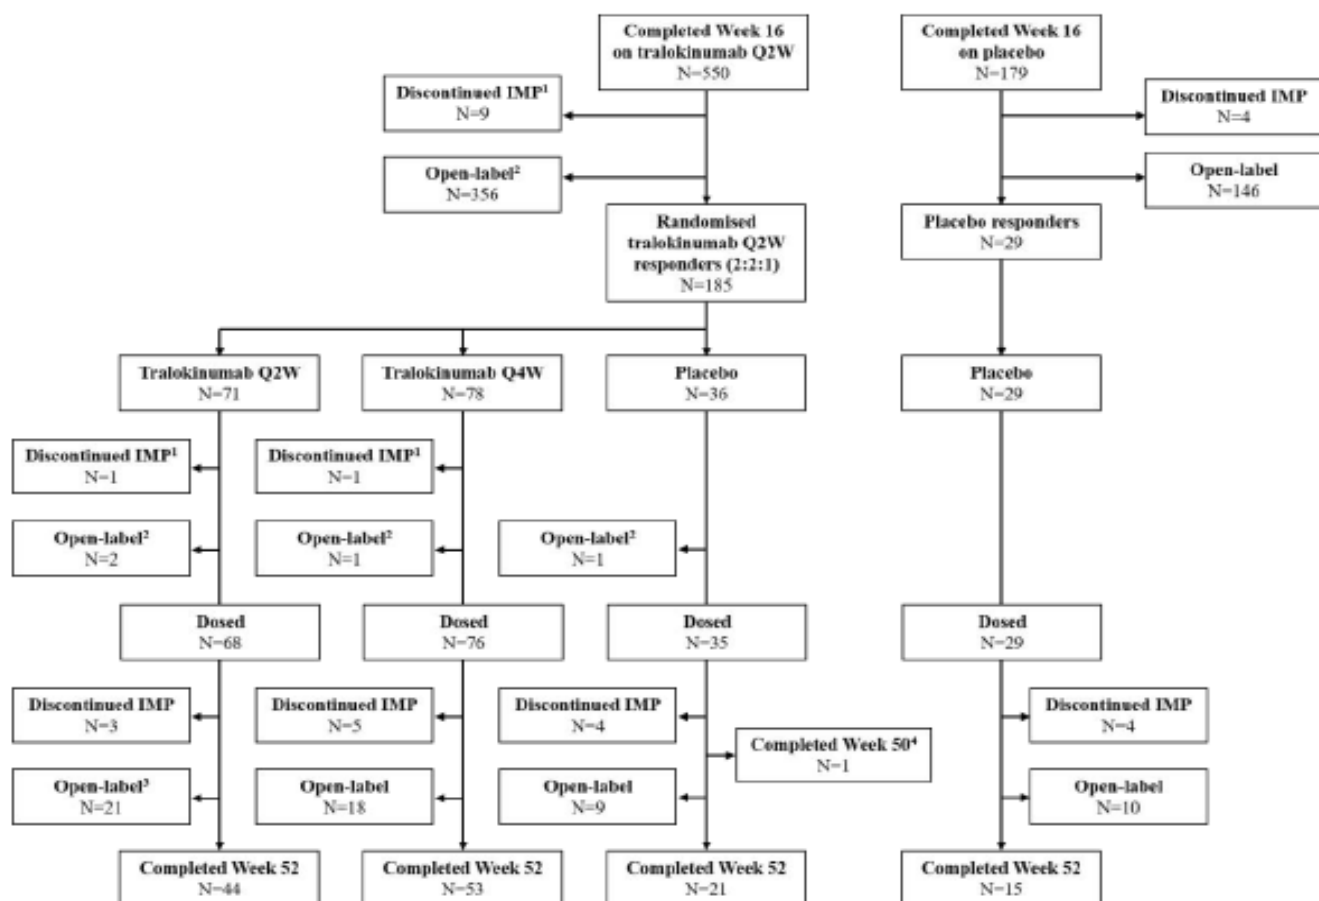 Completed Week 16
on tralokinumab Q2W
N=550
Completed Week 16
on placebo
N=179
Discontinued IMP¹
N=9
Discontinued IMP
N=4
Open-label²
N=356
Open-label
N=146
Randomised
tralokinumab Q2W
responders (2:2:1)
N=185
Placebo responders
N=29
Tralokinumab Q2W
N=71
Tralokinumab Q4W
N=78
Placebo
N=36
Placebo
N=29
Discontinued IMP¹
N=1
Discontinued IMP¹
N=1
Open-label²
N=2
Open-label²
N=1
Open-label²
N=1
Dosed
N=68
Dosed
N=76
Dosed
N=35
Dosed
N=29
Discontinued IMP
N=3
Discontinued IMP
N=5
Discontinued IMP
N=4
Discontinued IMP
N=4
Completed Week 50⁴
N=1
Open-label³
N=21
Open-label
N=18
Open-label
N=9
Open-label
N=10
Completed Week 52
N=44
Completed Week 52
N=53
Completed Week 52
N=21
Completed Week 52
N=15